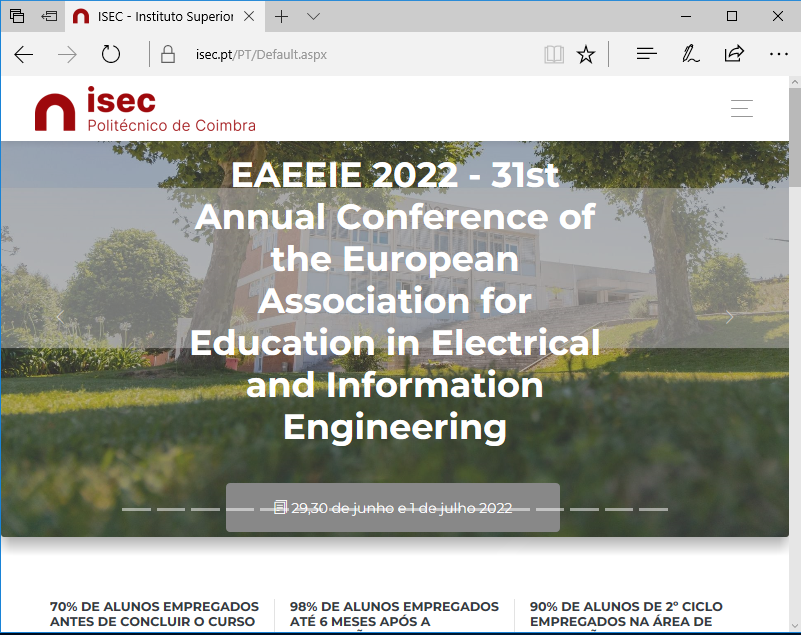 ISEC - Instituto Superior
isec.pt/PT/Default.aspx
isec
Politécnico de Coimbra
EAEEIE 2022 - 31st
Annual Conference of
the European
Association for
Education in Electrical
and Information
Engineering
29,30 de junho e 1 de julho 2022
70% DE ALUNOS EMPREGADOS
ANTES DE CONCLUIR O CURSO
98% DE ALUNOS EMPREGADOS
ATÉ 6 MESES APÓS A
90% DE ALUNOS DE 2º CICLO
EMPREGADOS NA ÁREA DE